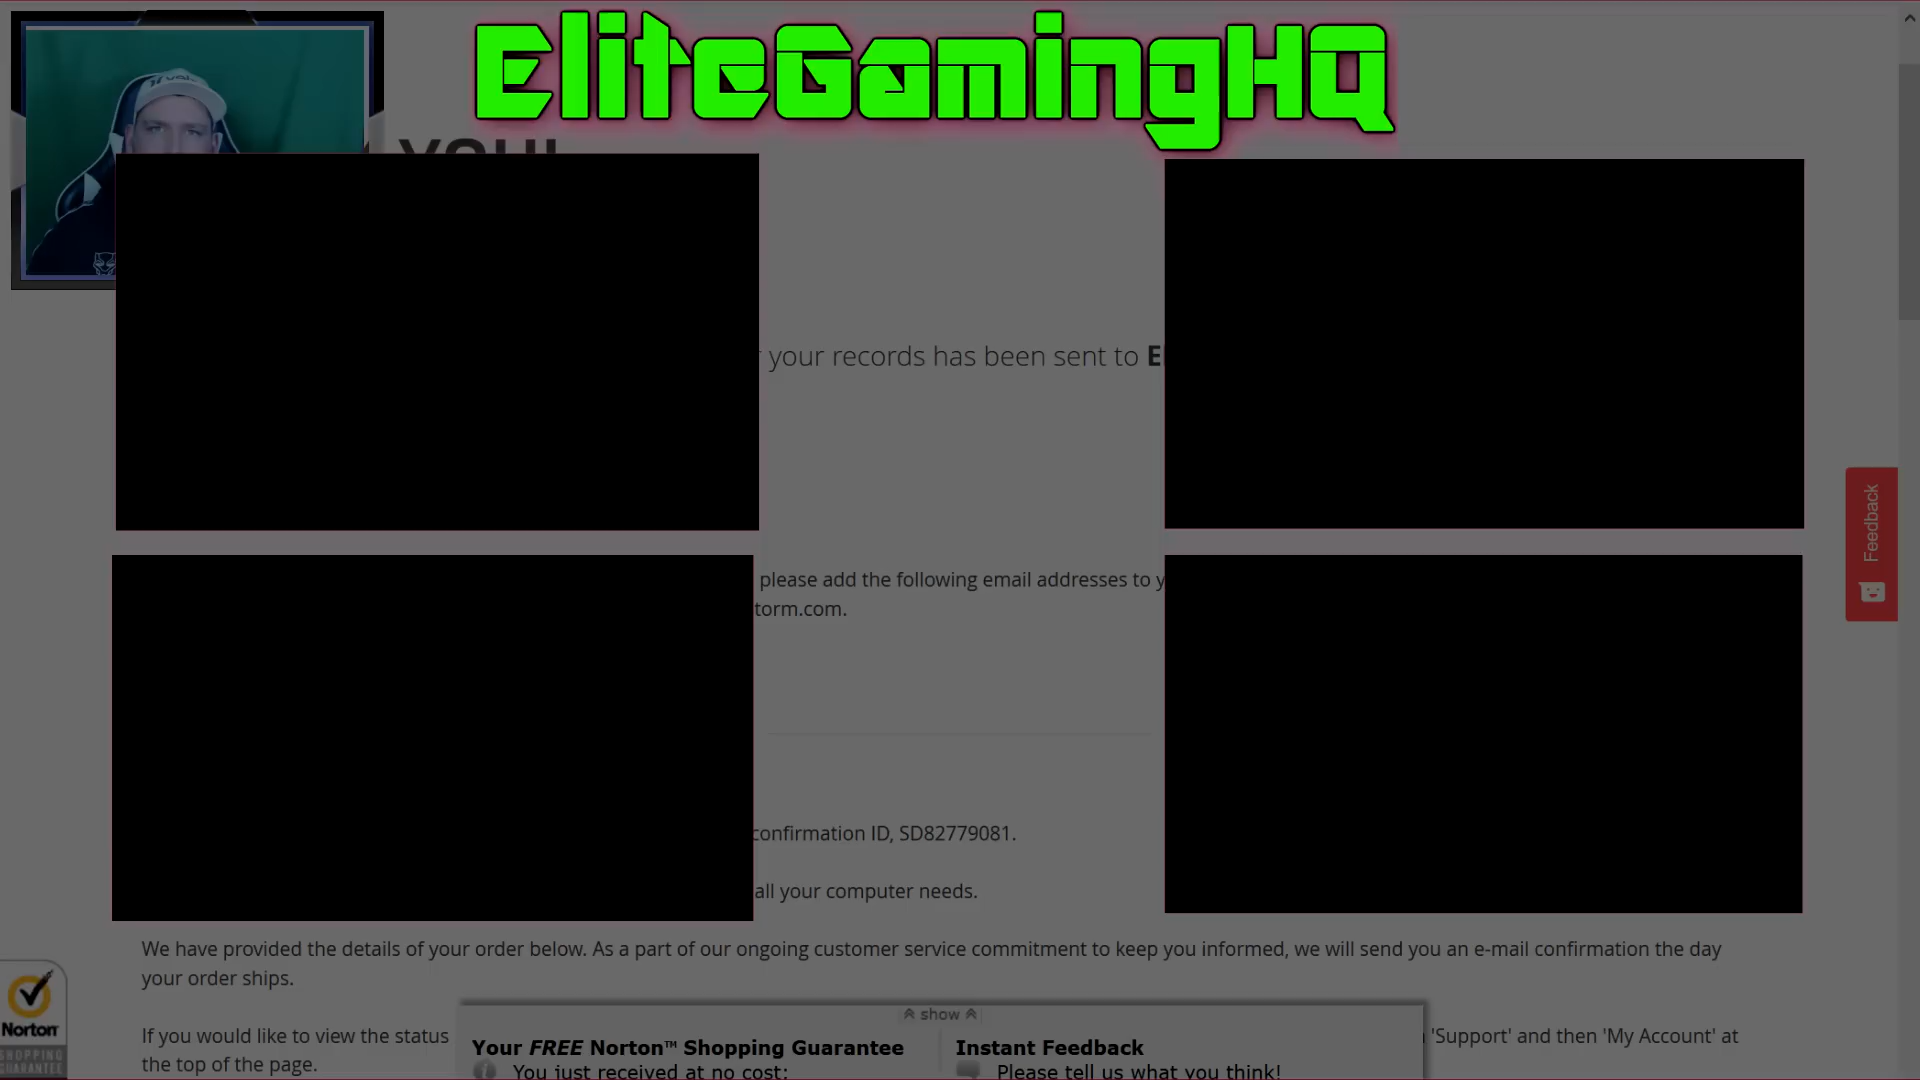 EliteGamingHQ
your records has been sent to
please add the following email addresses to
torm.com.
Feedback
confirmation ID, SD82779081.
all your computer needs.
We have provided the details of your order below. As a part of our ongoing customer service commitment to keep you informed, we will send you an e-mail confirmation the day
your order ships.
If you would like to view the status
'Support' and then 'My Account' at
the top of the page.
Norton
SHOPPING
GUARANTEE
show
Your FREE Norton™ Shopping Guarantee
You just received at no cost:
Instant Feedback
Please tell us what you think!